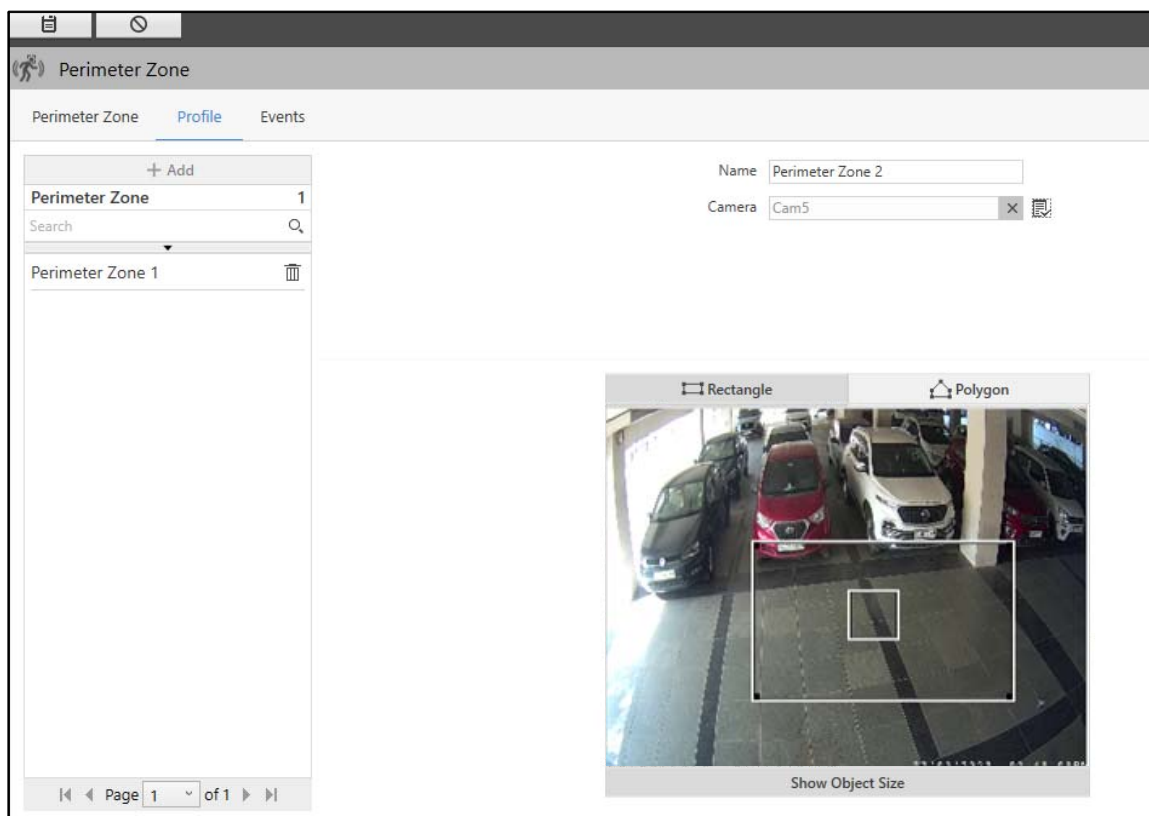 Perimeter Zone
Perimeter Zone Profile Events
+ Add
Perimeter Zone 1
Search
Perimeter Zone 1
Page 1 of 1
Name Perimeter Zone 2
Camera Cam5
Rectangle Polygon
Show Object Size